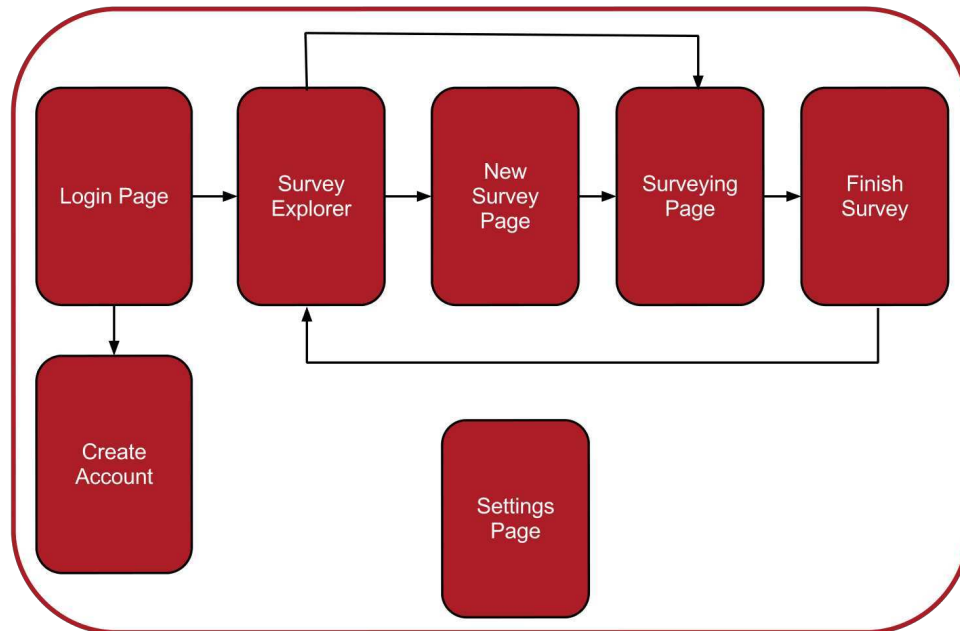 Login Page
Survey
Explorer
New
Survey
Page
Surveying
Page
Finish
Survey
Create
Account
Settings
Page